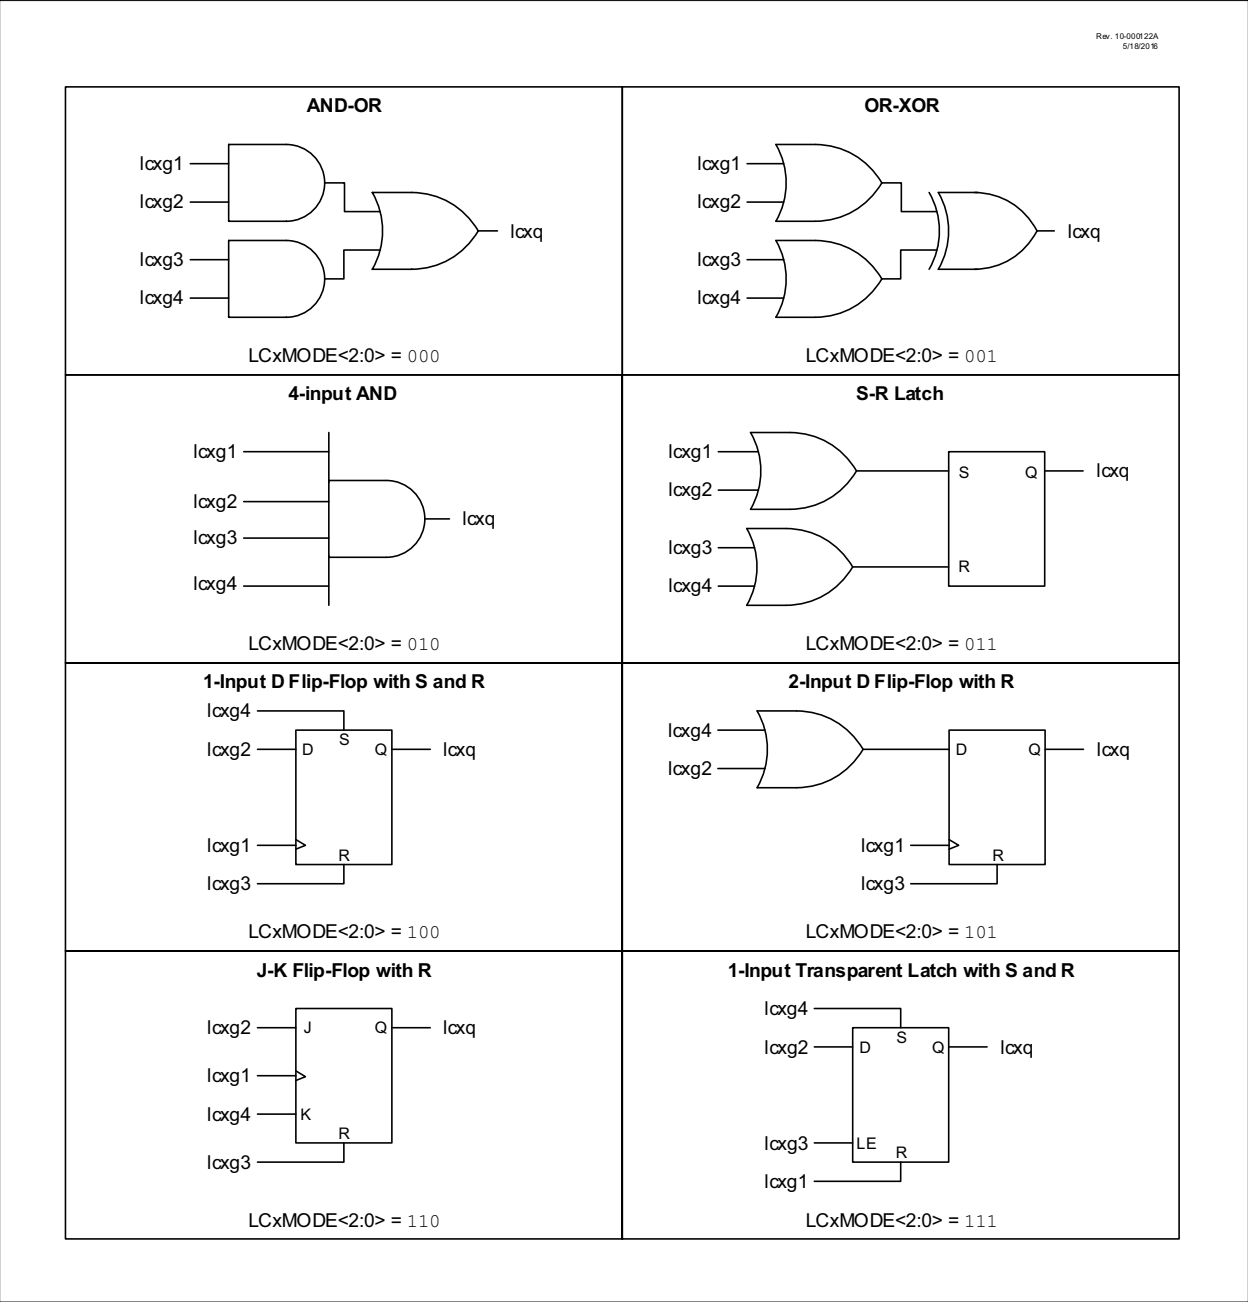 Rev. 10-000122A
5/18/2016
AND-OR
lcxg1
lcxg2
lcxg3
lcxg4
lcxq
LCxMODE<2:0> = 000
OR-XOR
lcxg1
lcxg2
lcxg3
lcxg4
lcxq
LCxMODE<2:0> = 001
4-input AND
lcxg1
lcxg2
lcxg3
lcxg4
lcxq
LCxMODE<2:0> = 010
S-R Latch
lcxg1
lcxg2
lcxg3
lcxg4
S Q lcxq
R
LCxMODE<2:0> = 011
1-Input D Flip-Flop with S and R
lcxg4
S
lcxg2 D Q lcxq
lcxg1
R
lcxg3
LCxMODE<2:0> = 100
2-Input D Flip-Flop with R
lcxg4
lcxg2
D Q lcxq
lcxg1
R
lcxg3
LCxMODE<2:0> = 101
J-K Flip-Flop with R
lcxg2 J Q lcxq
lcxg1
lcxg4 K
R
lcxg3
LCxMODE<2:0> = 110
1-Input Transparent Latch with S and R
lcxg4
S
lcxg2 D Q lcxq
lcxg3 LE
R
lcxg1
LCxMODE<2:0> = 111